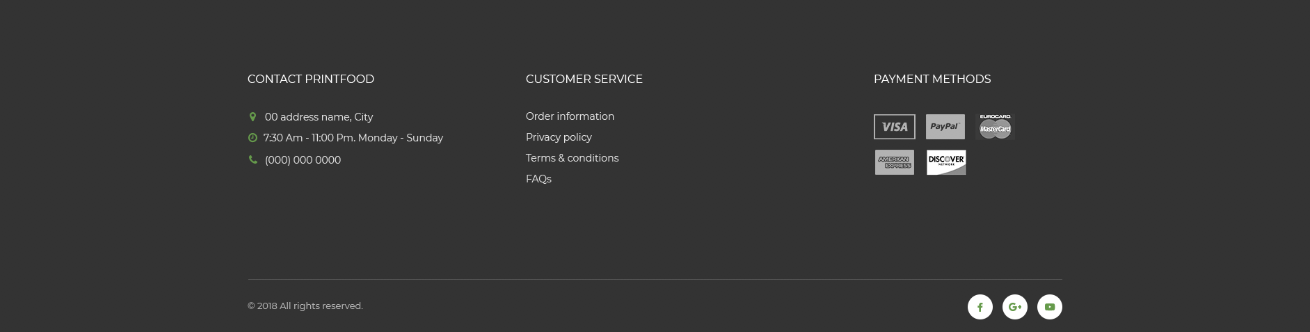 CONTACT PRINTFOOD
00 address name, City
7:30 Am - 11:00 Pm. Monday - Sunday
(000) 000 0000
CUSTOMER SERVICE
Order information
Privacy policy
Terms & conditions
FAQs
PAYMENT METHODS
VISA
PayPal
EUROCARD
MasterCard
AMERICAN
EXPRESS
DISCOVER
NETWORK
© 2018 All rights reserved.
f
G+